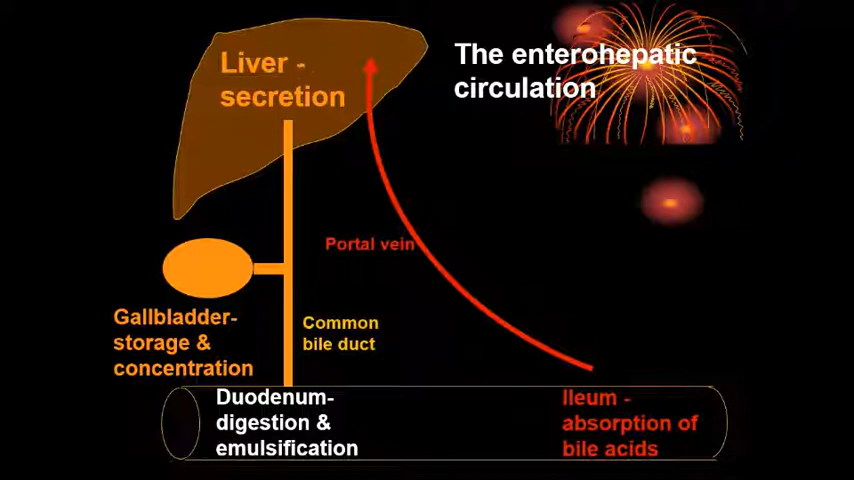 The enterohepatic
circulation
Liver -
secretion
Portal vein
Gallbladder-
storage &
concentration
Common
bile duct
Duodenum-
digestion &
emulsification
Ileum -
absorption of
bile acids